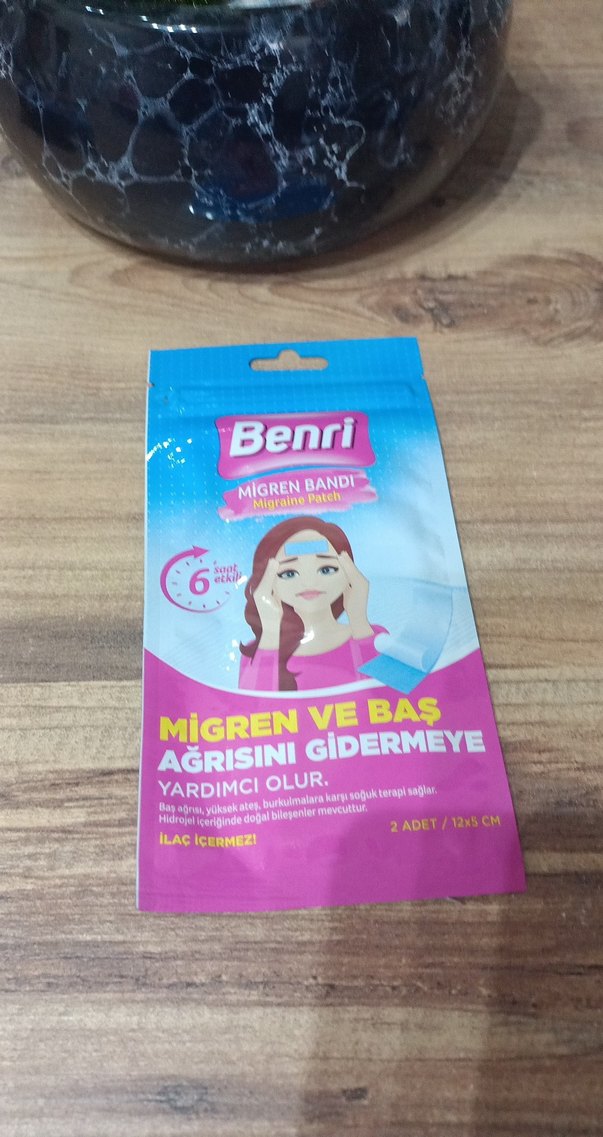 Benri
MİGREN BANDI
Migraine Patch
6 saat
etkili
MİGREN VE BAŞ
AĞRISINI GİDERMEYE
YARDIMCI OLUR.
Baş ağrısı, yüksek ateş, burkulmalara karşı soğuk terapi sağlar.
Hidrojel içeriğinde doğal bileşenler mevcuttur.
2 ADET / 12x5 CM
İLAÇ İÇERMEZ!